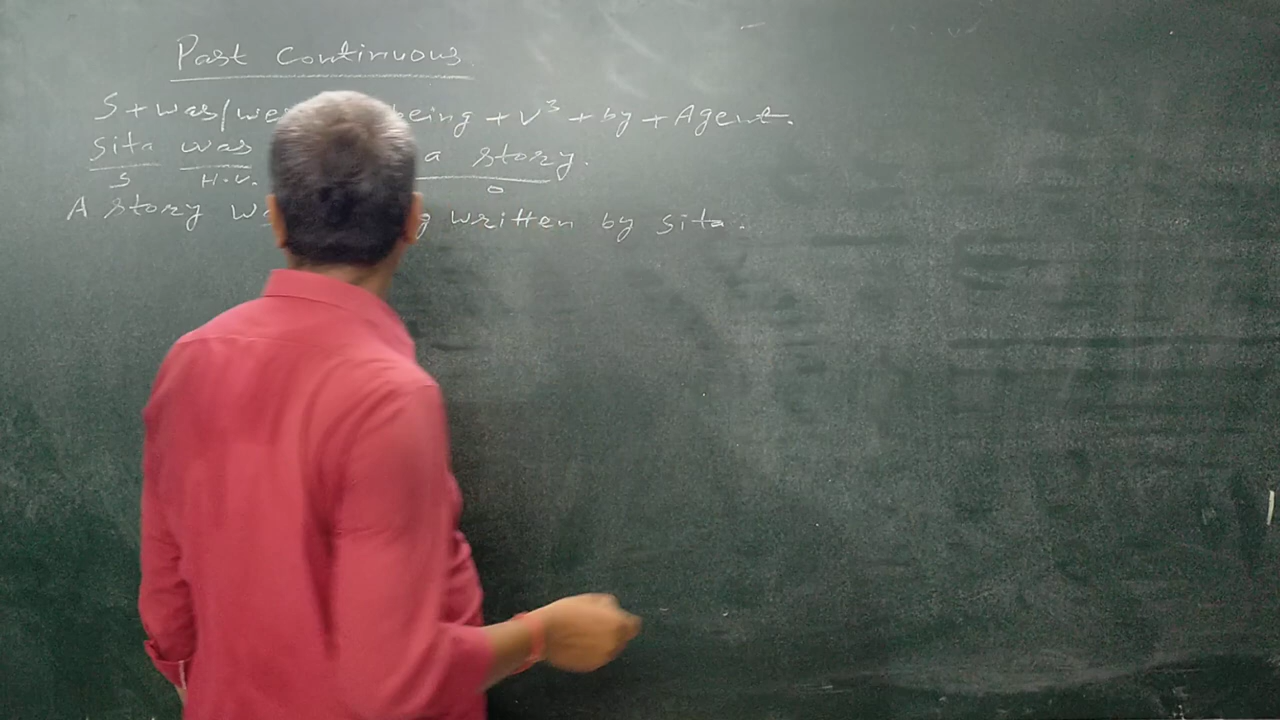 Past Continuous
S + was/we being + V³ + by + Agent.
Sita was a story.
S H.V. O
A story written by Sita.